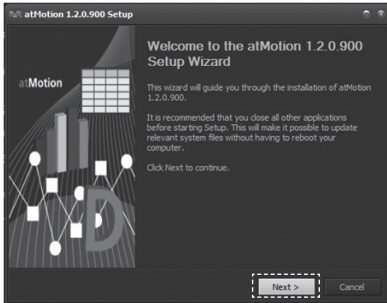 atMotion 1.2.0.900 Setup
Welcome to the atMotion 1.2.0.900
Setup Wizard
atMotion
This wizard will guide you through the installation of atMotion
1.2.0.900.
It is recommended that you close all other applications
before starting Setup. This will make it possible to update
relevant system files without having to reboot your
computer.
Click Next to continue.
D
Next >
Cancel